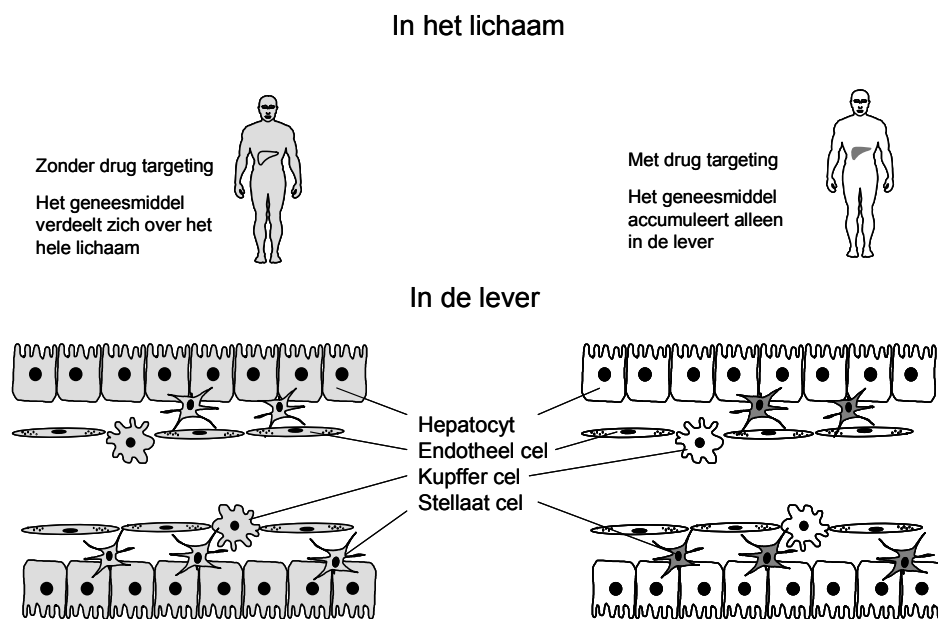 In het lichaam
Zonder drug targeting
Het geneesmiddel
verdeelt zich over het
hele lichaam
Met drug targeting
Het geneesmiddel
accumuleert alleen
in de lever
In de lever
Hepatocyt
Endotheel cel
Kupffer cel
Stellaat cel